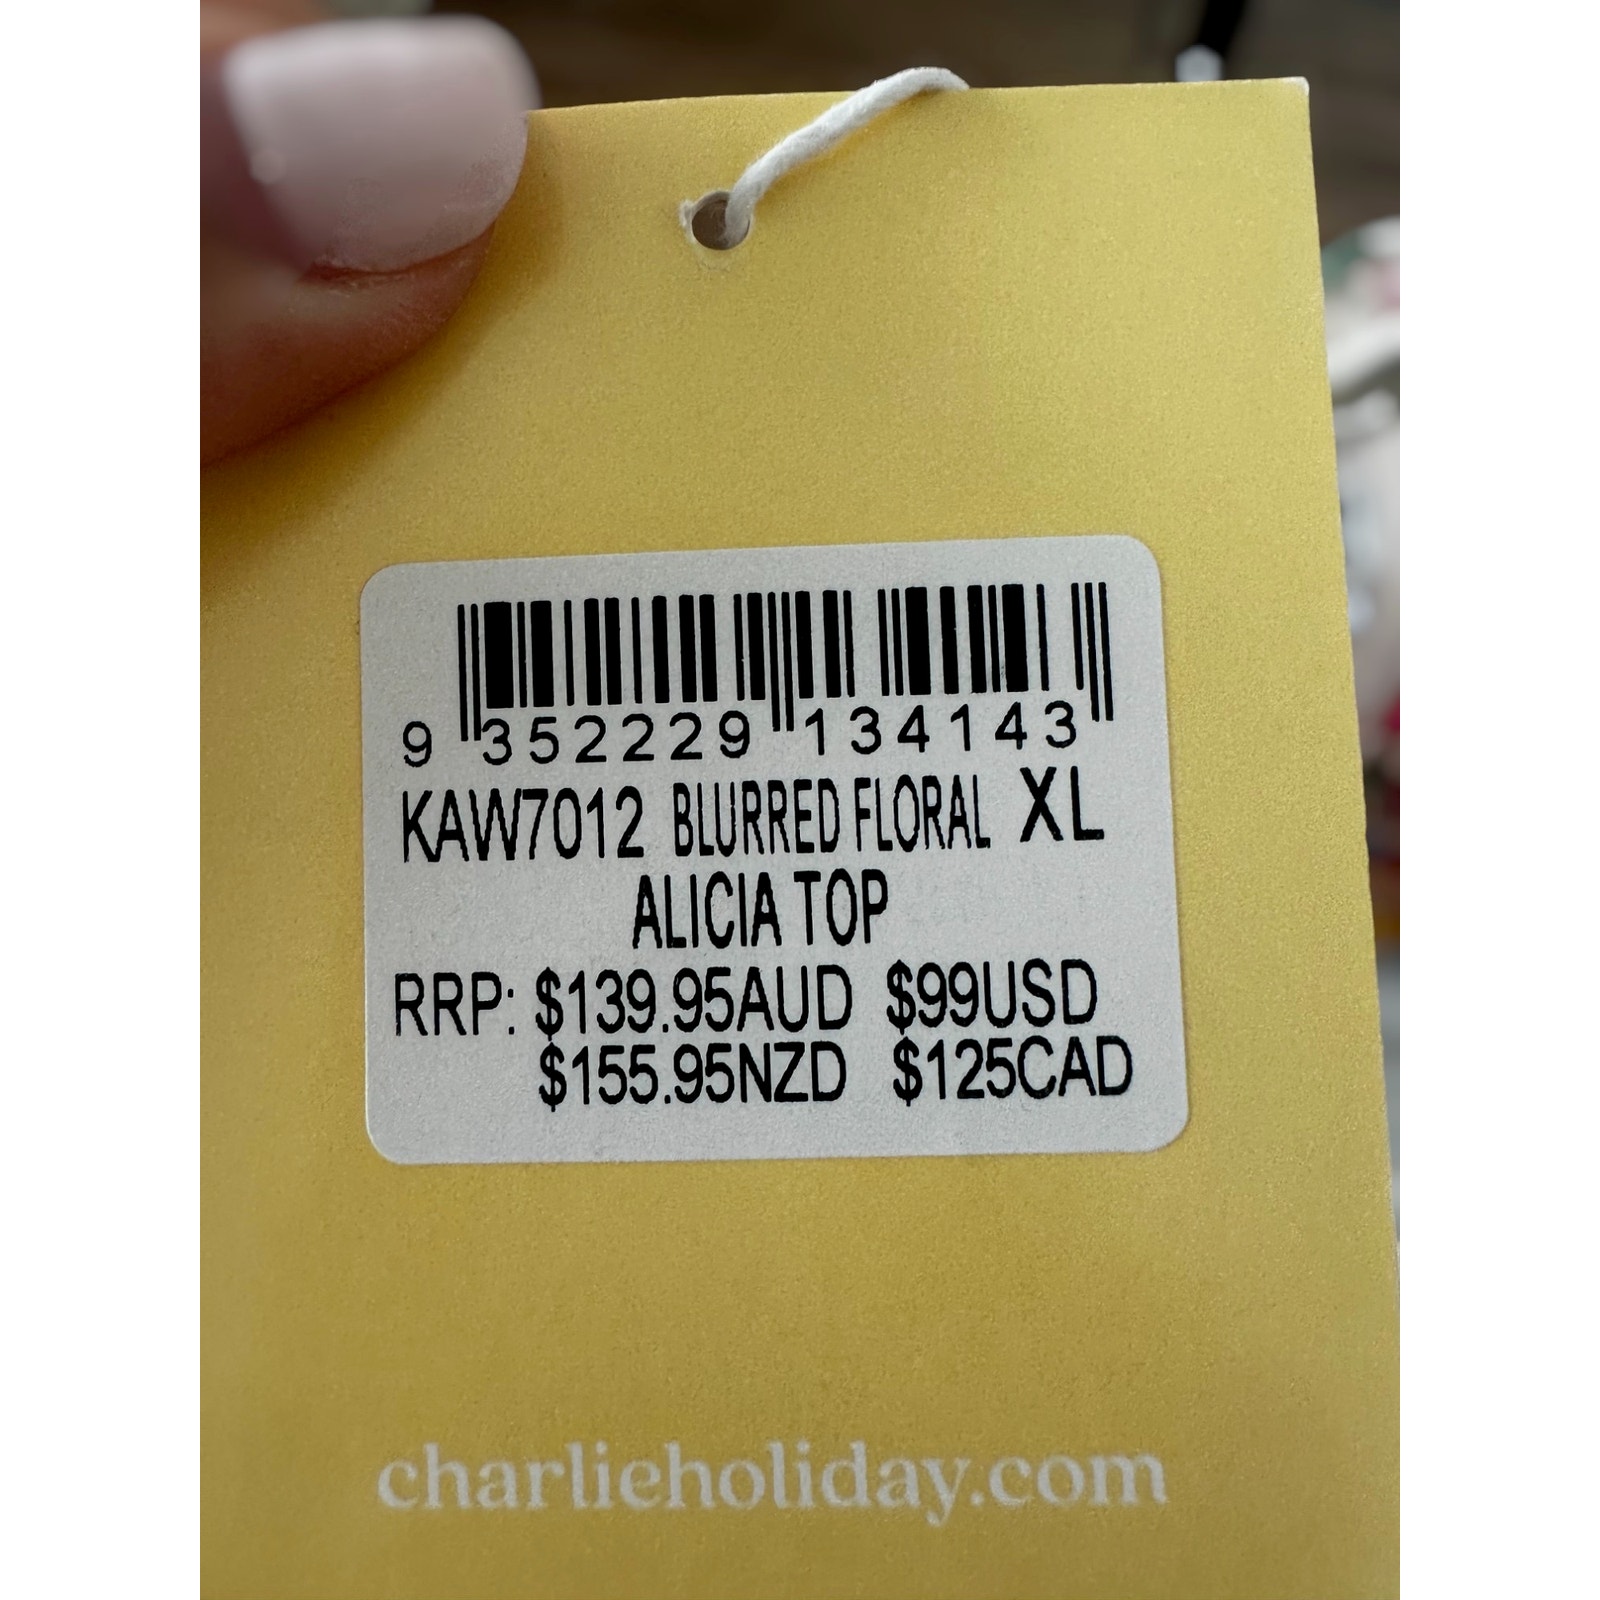 9 352229 134143
KAW7012 BLURRED FLORAL XL
ALICIA TOP
RRP: $139.95AUD $99USD
$155.95NZD $125CAD
charlieholiday.com